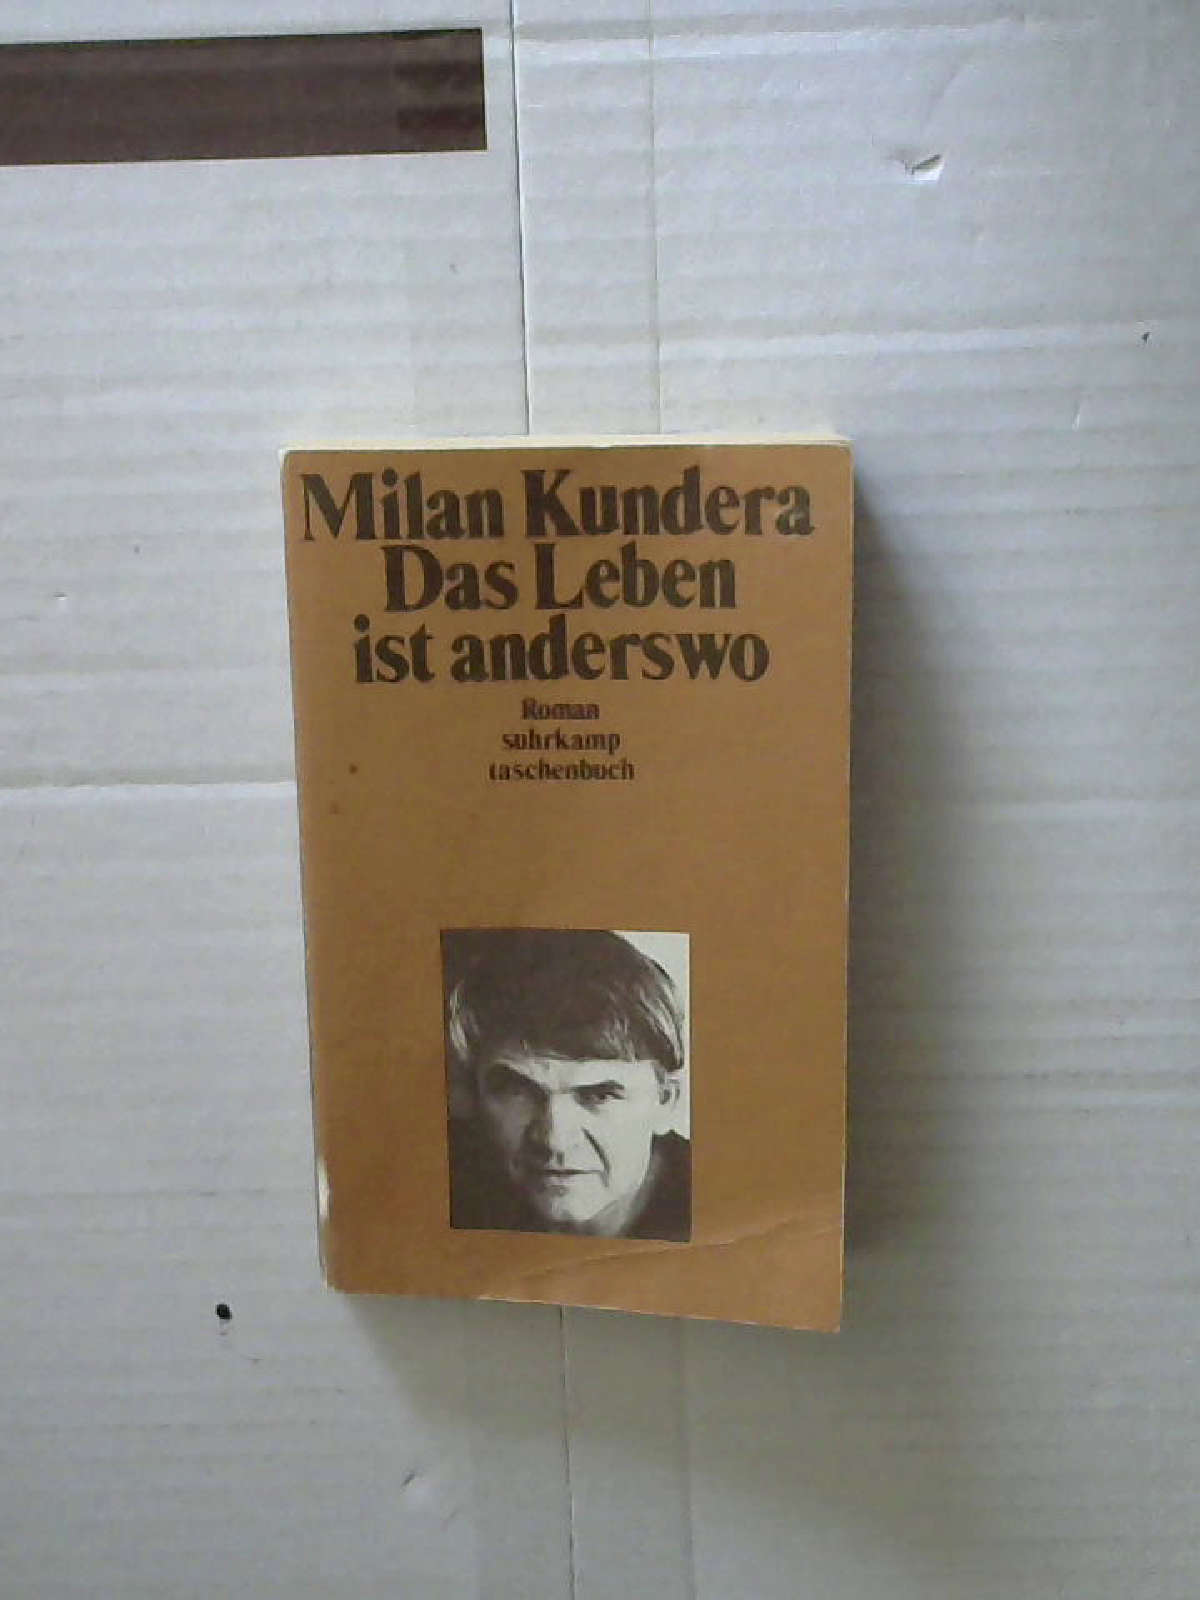 Milan Kundera
Das Leben
ist anderswo
Roman
suhrkamp
taschenbuch